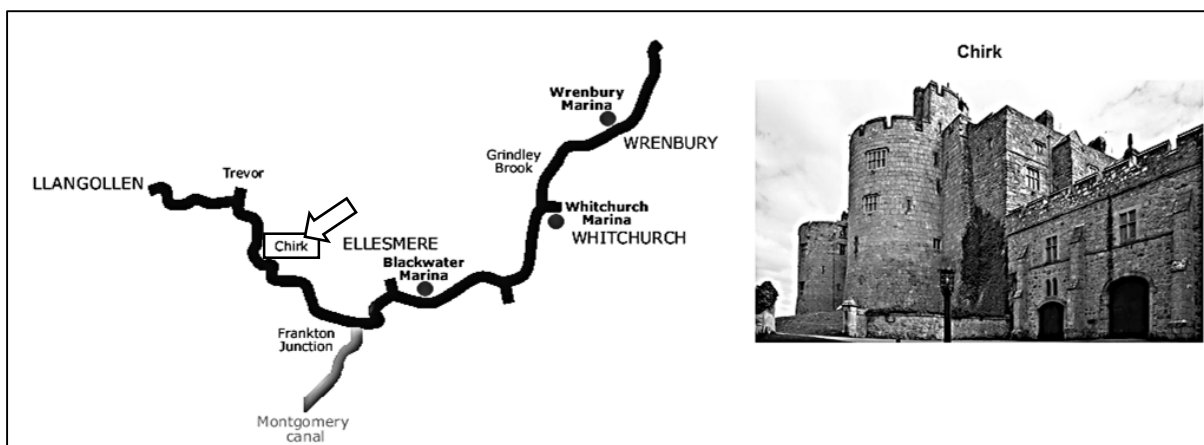 Chirk
Wrenbury
Marina
WRENBURY
Grindley
Brook
Trevor
LLANGOLLEN
Whitchurch
Marina
WHITCHURCH
Chirk
ELLESMERE
Blackwater
Marina
Frankton
Junction
Montgomery
canal